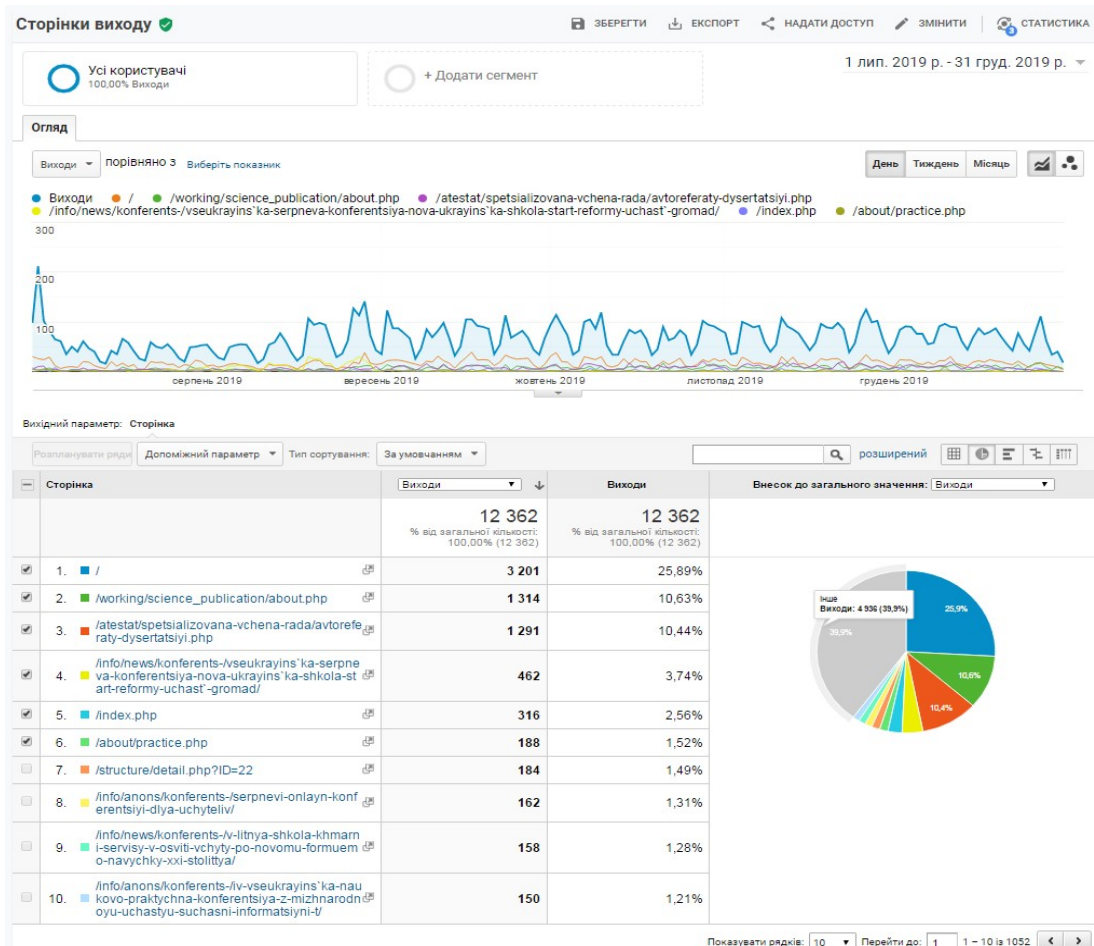 Сторінки виходу
ЗБЕРЕГТИ ЕКСПОРТ НАДАТИ ДОСТУП ЗМІНИТИ 3 СТАТИСТИКА
Усі користувачі
100,00% Виходи
+ Додати сегмент
1 лип. 2019 р. - 31 груд. 2019 р.
Огляд
Виходи порівняно з Виберіть показник
День Тиждень Місяць
Виходи / /working/science_publication/about.php /atestat/spetsializovana-vchena-rada/avtoreferaty-dysertatsiyi.php
/info/news/konferents-/vseukrayins`ka-serpneva-konferentsiya-nova-ukrayins`ka-shkola-start-reformy-uchast`-gromad/ /index.php /about/practice.php
300
200
100
серпень 2019 вересень 2019 жовтень 2019 листопад 2019 грудень 2019
Вихідний параметр: Сторінка
Розпланувати ряди Допоміжний параметр Тип сортування: За умовчанням розширений
Сторінка Виходи Виходи Внесок до загального значення: Виходи
12 362 12 362
% від загальної кількості: % від загальної кількості:
100,00% (12 362) 100,00% (12 362)
1. / 3 201 25,89%
2. /working/science_publication/about.php 1 314 10,63%
3. /atestat/spetsializovana-vchena-rada/avtorefe
raty-dysertatsiyi.php 1 291 10,44%
4. /info/news/konferents-/vseukrayins`ka-serpne
va-konferentsiya-nova-ukrayins`ka-shkola-st
art-reformy-uchast`-gromad/ 462 3,74%
5. /index.php 316 2,56%
6. /about/practice.php 188 1,52%
7. /structure/detail.php?ID=22 184 1,49%
8. /info/anons/konferents-/serpnevi-onlayn-konf
erentsiyi-dlya-uchyteliv/ 162 1,31%
9. /info/news/konferents-/v-litnya-shkola-khmarn
i-servisy-v-osviti-vchyty-po-novomu-formuem
o-navychky-xxi-stolittya/ 158 1,28%
10. /info/anons/konferents-/iv-vseukrayins`ka-nau
kovo-praktychna-konferentsiya-z-mizhnarodn
oyu-uchastyu-suchasni-informatsiyni-t/ 150 1,21%
Інше
Виходи: 4 936 (39,9%)
39,9%
25,9%
10,6%
10,4%
Показувати рядків: 10 Перейти до: 1 1 – 10 із 1052